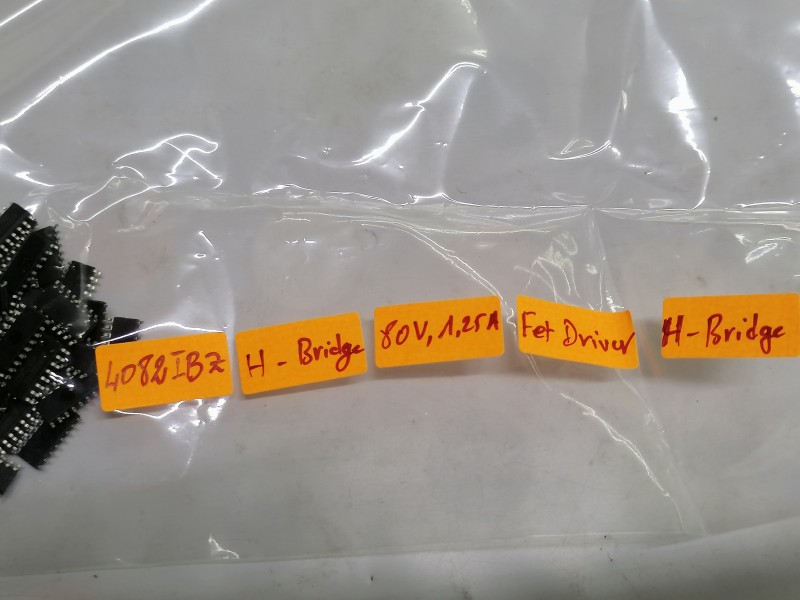 4082IBZ
H - Bridge
80V, 1,25A
Fet Driver
H-Bridge